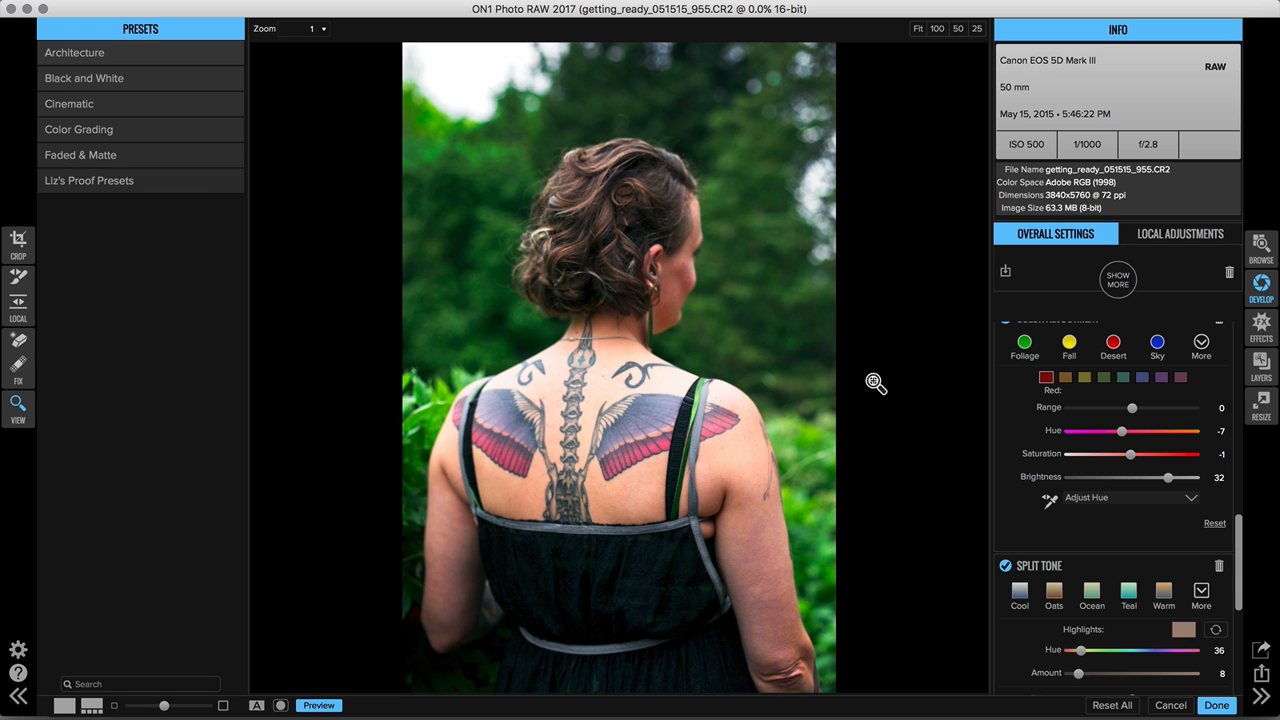 ON1 Photo RAW 2017 (getting_ready_051515_955.CR2 @ 0.0% 16-bit)
PRESETS
Architecture
Black and White
Cinematic
Color Grading
Faded & Matte
Liz's Proof Presets
Search
CROP
LOCAL
FIX
VIEW
Zoom 1
Fit 100 50 25
A
Preview
INFO
Canon EOS 5D Mark III
RAW
50 mm
May 15, 2015 • 5:46:22 PM
ISO 500 1/1000 f/2.8
File Name getting_ready_051515_955.CR2
Color Space Adobe RGB (1998)
Dimensions 3840x5760 @ 72 ppi
Image Size 63.3 MB (8-bit)
OVERALL SETTINGS LOCAL ADJUSTMENTS
SHOW
MORE
Foliage Fall Desert Sky More
Red:
Range 0
Hue -7
Saturation -1
Brightness 32
Adjust Hue
Reset
SPLIT TONE
Cool Oats Ocean Teal Warm More
Highlights:
Hue 36
Amount 8
Reset All Cancel Done
BROWSE
DEVELOP
EFFECTS
LAYERS
RESIZE